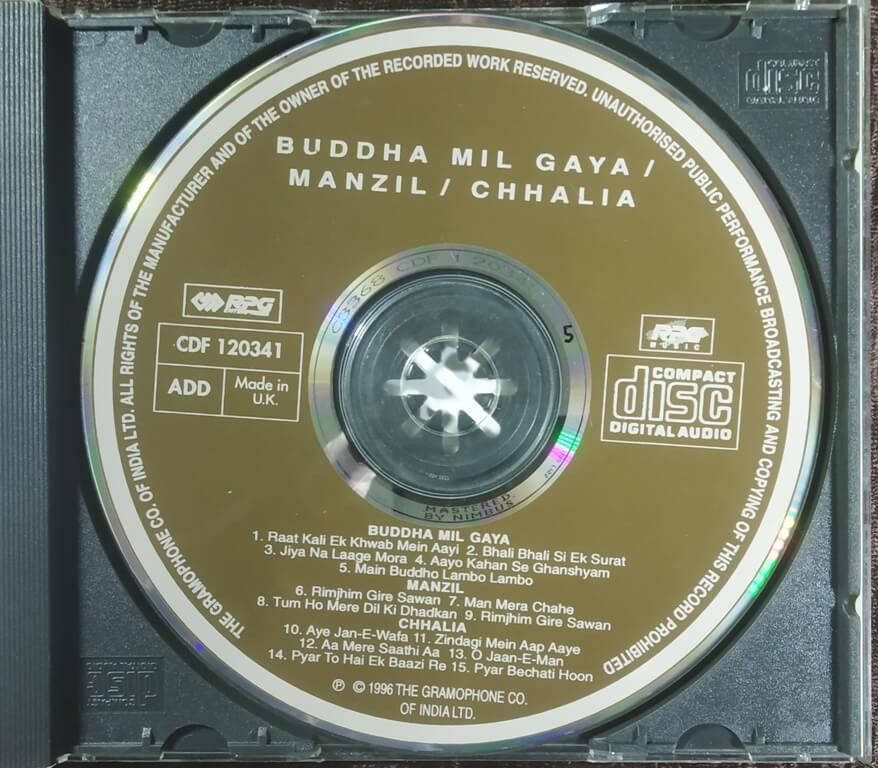 THE GRAMOPHONE CO. OF INDIA LTD. ALL RIGHTS OF THE MANUFACTURER AND OF THE OWNER OF THE RECORDED WORK RESERVED. UNAUTHORISED PUBLIC PERFORMANCE BROADCASTING AND COPYING OF THIS RECORD PROHIBITED
BUDDHA MIL GAYA /
MANZIL / CHHALIA
COMPACT
disc
DIGITAL AUDIO
RPG
CDF 120341
ADD
Made in
U.K.
5
RPG
MUSIC
COMPACT
disc
DIGITAL AUDIO
MASTERED
BY NIMBUS
BUDDHA MIL GAYA
1. Raat Kali Ek Khwab Mein Aayi 2. Bhali Bhali Si Ek Surat
3. Jiya Na Laage Mora 4. Aayo Kahan Se Ghanshyam
5. Main Buddho Lambo Lambo
MANZIL
6. Rimjhim Gire Sawan 7. Man Mera Chahe
8. Tum Ho Mere Dil Ki Dhadkan 9. Rimjhim Gire Sawan
CHHALIA
10. Aye Jan-E-Wafa 11. Zindagi Mein Aap Aaye
12. Aa Mere Saathi Aa 13. O Jaan-E-Man
14. Pyar To Hai Ek Baazi Re 15. Pyar Bechati Hoon
℗ © 1996 THE GRAMOPHONE CO.
OF INDIA LTD.